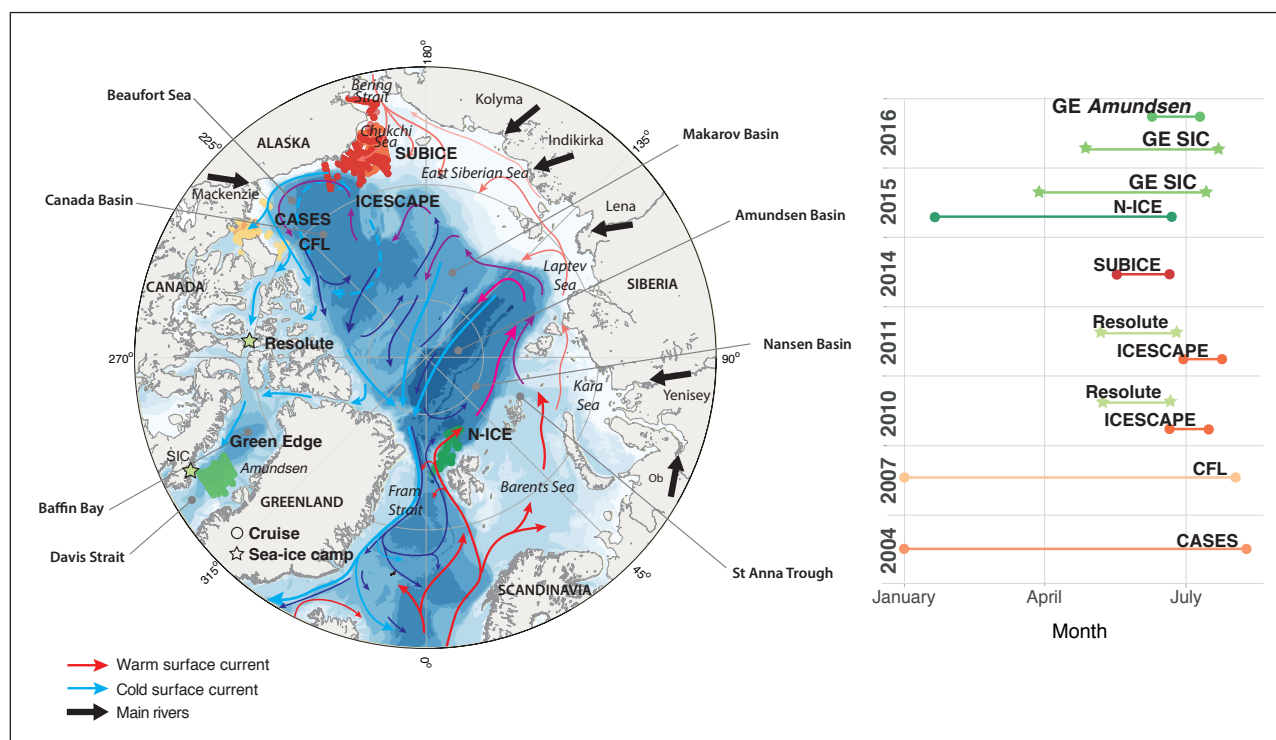 180°
Bering
Strait
Kolyma
Beaufort Sea
Makarov Basin
ALASKA
Chukchi
Sea
Indikirka
225°
135°
SUBICE
East Siberian Sea
Mackenzie
Canada Basin
ICESCAPE
Lena
Amundsen Basin
CASES
CFL
Laptev
Sea
CANADA
SIBERIA
Resolute
Nansen Basin
270°
90°
Kara
Sea
Yenisey
Green Edge
N-ICE
SIC
Amundsen
Ob
GREENLAND
Fram
Strait
Barents Sea
Baffin Bay
Cruise
Davis Strait
Sea-ice camp
St Anna Trough
315°
45°
SCANDINAVIA
0°
Warm surface current
Cold surface current
Main rivers
2016
GE Amundsen
GE SIC
2015
GE SIC
N-ICE
2014
SUBICE
2011
Resolute
ICESCAPE
2010
Resolute
ICESCAPE
2007
CFL
2004
CASES
January
April
July
Month